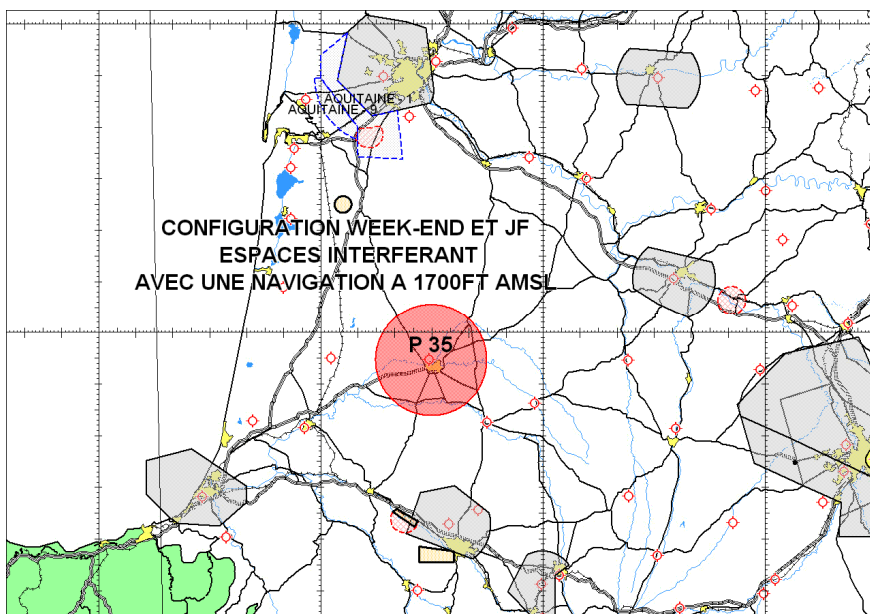 AQUITAINE 1
AQUITAINE 9
CONFIGURATION WEEK-END ET JF
ESPACES INTERFERANT
AVEC UNE NAVIGATION A 1700FT AMSL
P 35